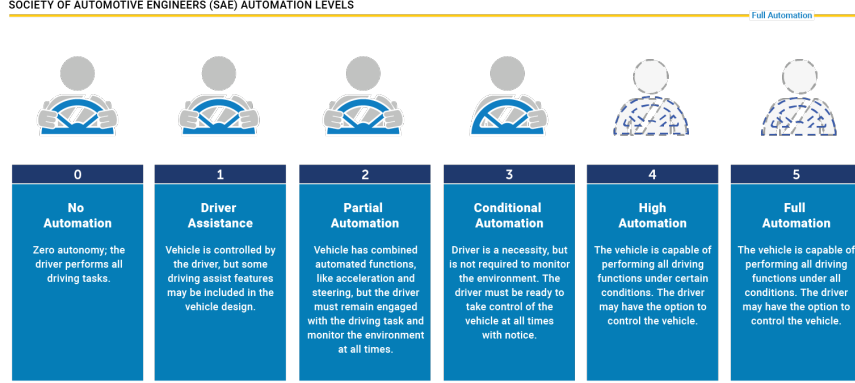 SOCIETY OF AUTOMOTIVE ENGINEERS (SAE) AUTOMATION LEVELS
Full Automation
0
No
Automation
Zero autonomy; the
driver performs all
driving tasks.
1
Driver
Assistance
Vehicle is controlled by
the driver, but some
driving assist features
may be included in the
vehicle design.
2
Partial
Automation
Vehicle has combined
automated functions,
like acceleration and
steering, but the driver
must remain engaged
with the driving task and
monitor the environment
at all times.
3
Conditional
Automation
Driver is a necessity, but
is not required to monitor
the environment. The
driver must be ready to
take control of the
vehicle at all times
with notice.
4
High
Automation
The vehicle is capable of
performing all driving
functions under certain
conditions. The driver
may have the option to
control the vehicle.
5
Full
Automation
The vehicle is capable of
performing all driving
functions under all
conditions. The driver
may have the option to
control the vehicle.